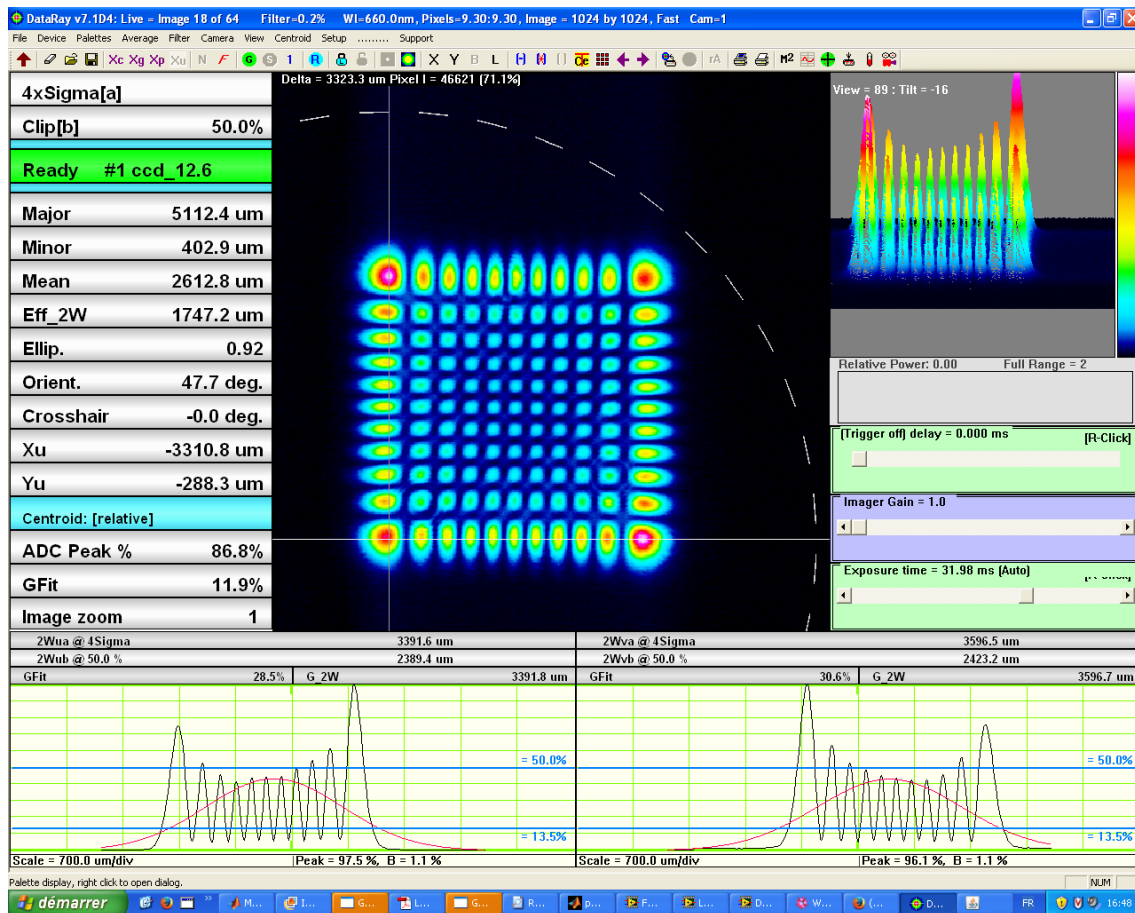 DataRay v7.1D4: Live = Image 18 of 64 Filter=0.2% Wl=660.0nm, Pixels=9.30:9.30, Image = 1024 by 1024, Fast Cam=1
File Device Palettes Average Filter Camera View Centroid Setup ......... Support
Xc Xg Xp Xu N F G S 1 R X Y B L rA M²
4xSigma[a]
Clip[b] 50.0%
Ready #1 ccd_12.6
Major 5112.4 um
Minor 402.9 um
Mean 2612.8 um
Eff_2W 1747.2 um
Ellip. 0.92
Orient. 47.7 deg.
Crosshair -0.0 deg.
Xu -3310.8 um
Yu -288.3 um
Centroid: [relative]
ADC Peak % 86.8%
GFit 11.9%
Image zoom 1
Delta = 3323.3 um Pixel I = 46621 (71.1%)
View = 89 : Tilt = -16
Relative Power: 0.00 Full Range = 2
(Trigger off) delay = 0.000 ms [R-Click]
Imager Gain = 1.0
Exposure time = 31.98 ms (Auto)
2Wua @ 4Sigma 3391.6 um
2Wub @ 50.0 % 2389.4 um
GFit 28.5% G_2W 3391.8 um
= 50.0%
= 13.5%
Scale = 700.0 um/div Peak = 97.5 %, B = 1.1 %
2Wva @ 4Sigma 3596.5 um
2Wvb @ 50.0 % 2423.2 um
GFit 30.6% G_2W 3596.7 um
= 50.0%
= 13.5%
Scale = 700.0 um/div Peak = 96.1 %, B = 1.1 %
Palette display, right click to open dialog. NUM
démarrer M... I... G... L... G... R... p... F... L... D... W... (... D... FR 16:48